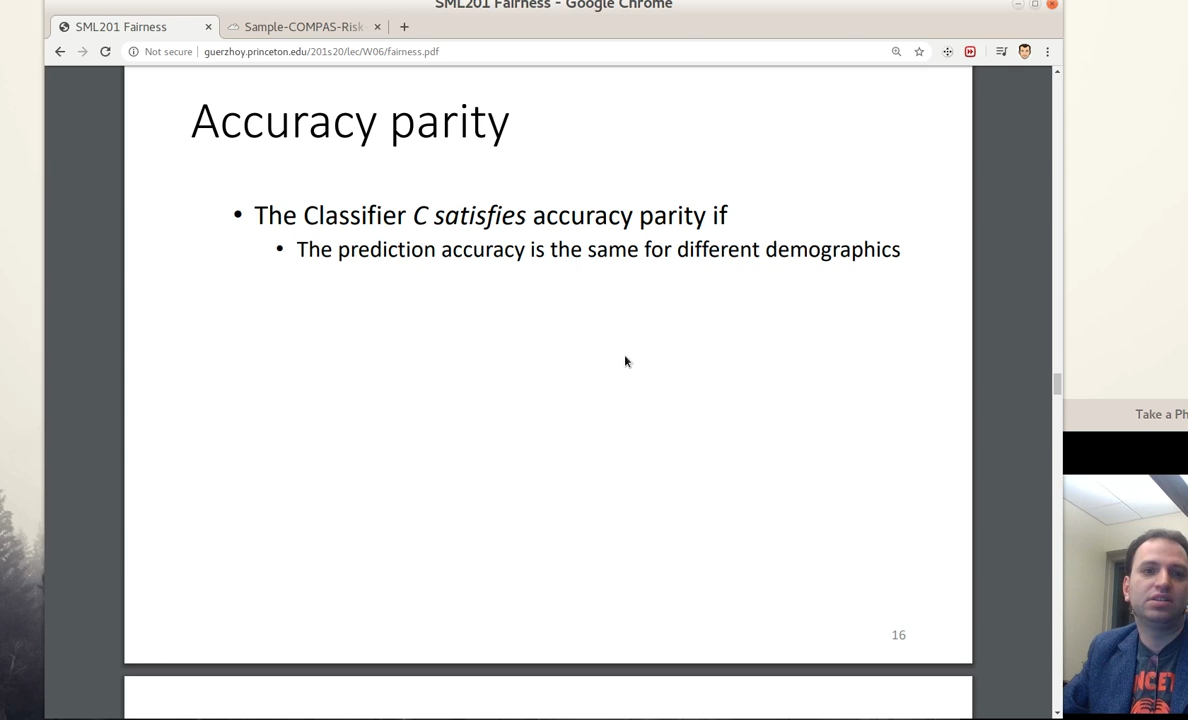 SML201 Fairness - Google Chrome
SML201 Fairness
Sample-COMPAS-Risk
Not secure
guerzhoy.princeton.edu/201s20/lec/W06/fairness.pdf
Accuracy parity
• The Classifier C satisfies accuracy parity if
• The prediction accuracy is the same for different demographics
16
Take a Ph
NCET